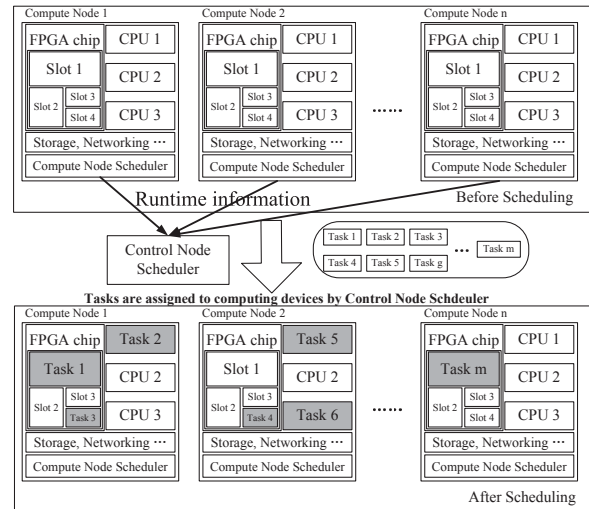 Compute Node 1
Compute Node 2
Compute Node n
FPGA chip
CPU 1
FPGA chip
CPU 1
FPGA chip
CPU 1
Slot 1
Slot 1
Slot 1
CPU 2
CPU 2
CPU 2
Slot 2
Slot 3
Slot 2
Slot 3
Slot 2
Slot 3
Slot 4
CPU 3
Slot 4
CPU 3
......
Slot 4
CPU 3
Storage, Networking ···
Storage, Networking ···
Storage, Networking ···
Compute Node Scheduler
Compute Node Scheduler
Compute Node Scheduler
Runtime information
Before Scheduling
Control Node
Scheduler
Task 1
Task 2
Task 3
...
Task m
Task 4
Task 5
Task g
Tasks are assigned to computing devices by Control Node Schdeuler
Compute Node 1
Compute Node 2
Compute Node n
FPGA chip
Task 2
FPGA chip
Task 5
FPGA chip
CPU 1
Task 1
Slot 1
Task m
CPU 2
CPU 2
CPU 2
Slot 2
Slot 3
Slot 2
Slot 3
Slot 2
Slot 3
Task 3
CPU 3
Task 4
Task 6
......
Slot 4
CPU 3
Storage, Networking ···
Storage, Networking ···
Storage, Networking ···
Compute Node Scheduler
Compute Node Scheduler
Compute Node Scheduler
After Scheduling